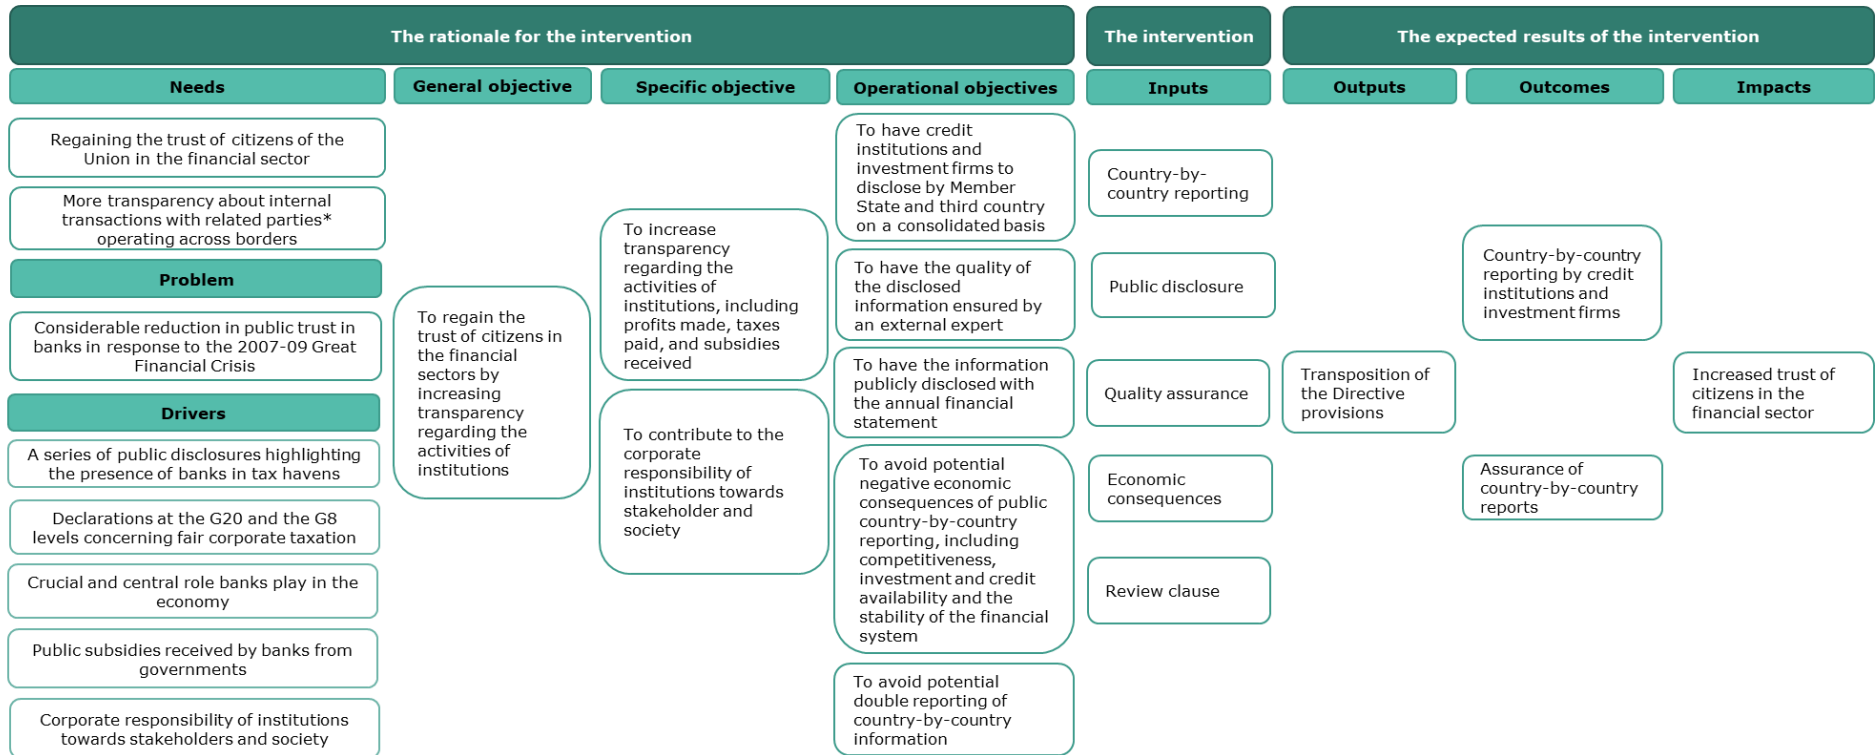 The rationale for the intervention
The intervention
The expected results of the intervention
Needs
General objective
Specific objective
Operational objectives
Inputs
Outputs
Outcomes
Impacts
Regaining the trust of citizens of the
Union in the financial sector
More transparency about internal
transactions with related parties*
operating across borders
Problem
Considerable reduction in public trust in
banks in response to the 2007-09 Great
Financial Crisis
Drivers
A series of public disclosures highlighting
the presence of banks in tax havens
Declarations at the G20 and the G8
levels concerning fair corporate taxation
Crucial and central role banks play in the
economy
Public subsidies received by banks from
governments
Corporate responsibility of institutions
towards stakeholders and society
To regain the
trust of citizens in
the financial
sectors by
increasing
transparency
regarding the
activities of
institutions
To increase
transparency
regarding the
activities of
institutions, including
profits made, taxes
paid, and subsidies
received
To contribute to the
corporate
responsibility of
institutions towards
stakeholder and
society
To have credit
institutions and
investment firms to
disclose by Member
State and third country
on a consolidated basis
To have the quality of
the disclosed
information ensured by
an external expert
To have the information
publicly disclosed with
the annual financial
statement
To avoid potential
negative economic
consequences of public
country-by-country
reporting, including
competitiveness,
investment and credit
availability and the
stability of the financial
system
To avoid potential
double reporting of
country-by-country
information
Country-by-
country reporting
Public disclosure
Quality assurance
Economic
consequences
Review clause
Transposition of
the Directive
provisions
Country-by-country
reporting by credit
institutions and
investment firms
Assurance of
country-by-country
reports
Increased trust of
citizens in the
financial sector